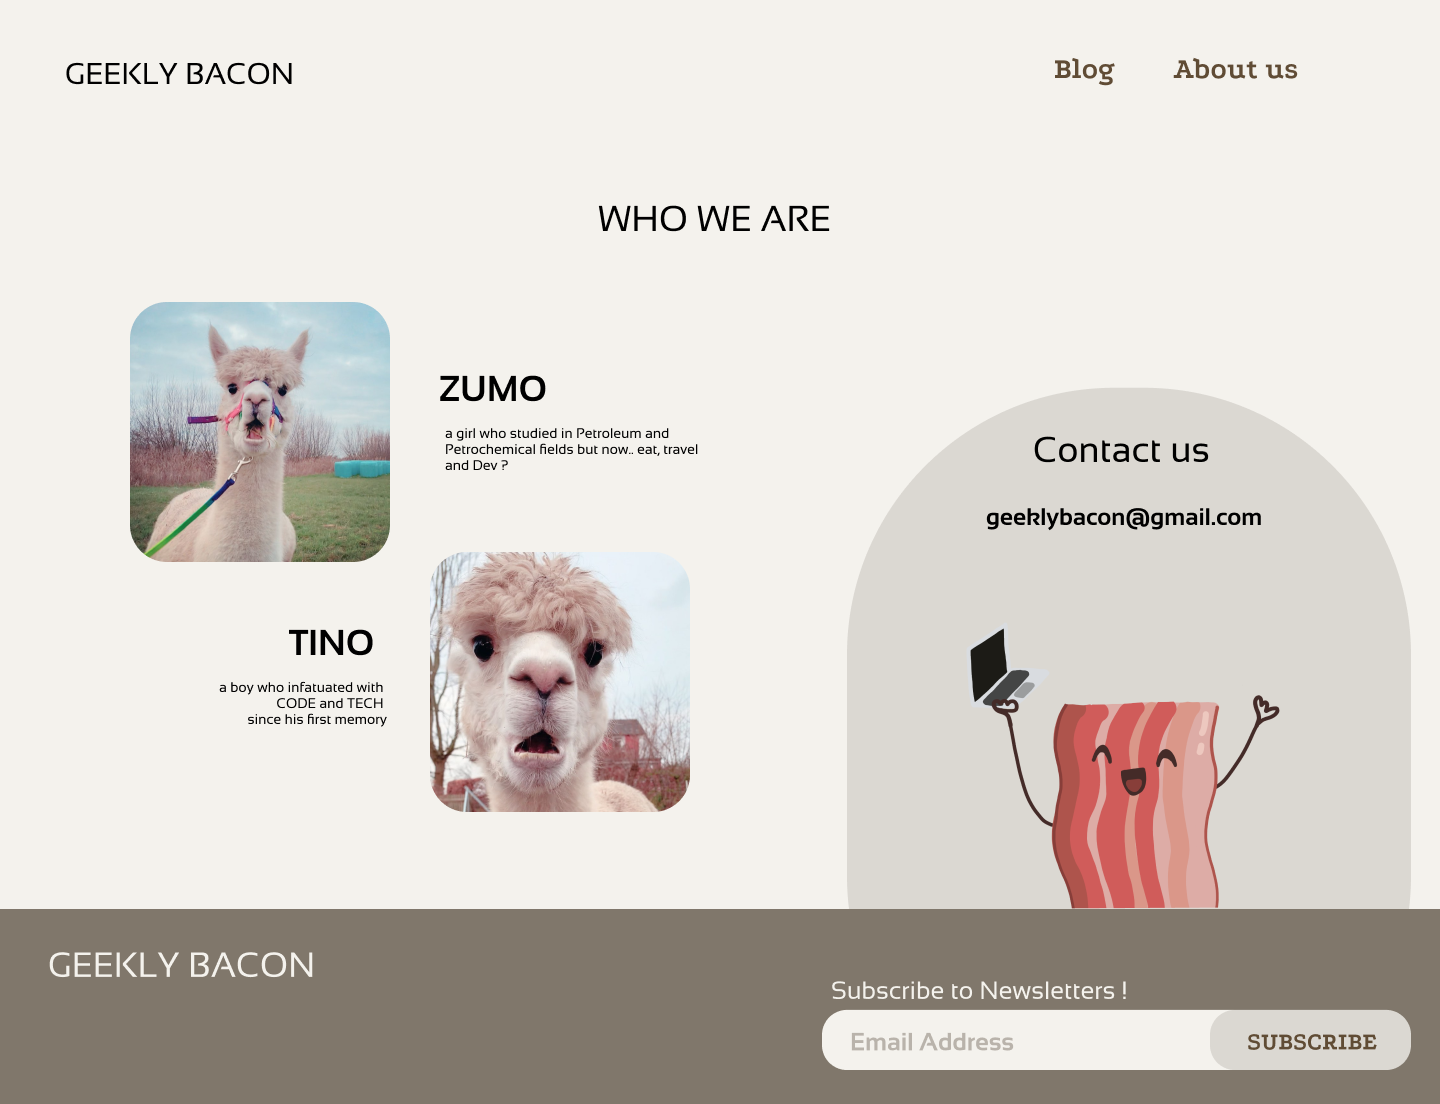 GEEKLY BACON
Blog
About us
WHO WE ARE
ZUMO
a girl who studied in Petroleum and
Petrochemical fields but now.. eat, travel
and Dev ?
TINO
a boy who infatuated with
CODE and TECH
since his first memory
Contact us
geeklybacon@gmail.com
GEEKLY BACON
Subscribe to Newsletters !
Email Address
SUBSCRIBE